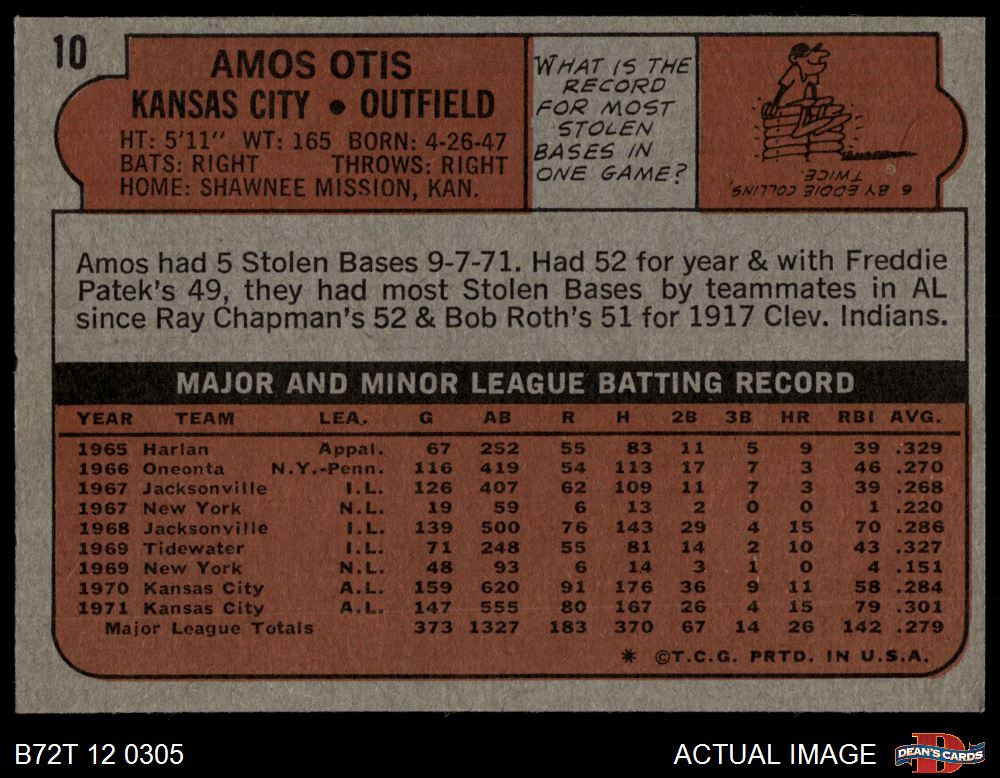 10
AMOS OTIS
KANSAS CITY • OUTFIELD
HT: 5'11" WT: 165 BORN: 4-26-47
BATS: RIGHT THROWS: RIGHT
HOME: SHAWNEE MISSION, KAN.
WHAT IS THE
RECORD
FOR MOST
STOLEN
BASES IN
ONE GAME?
6 BY EDDIE COLLINS,
TWICE.
Amos had 5 Stolen Bases 9-7-71. Had 52 for year & with Freddie
Patek's 49, they had most Stolen Bases by teammates in AL
since Ray Chapman's 52 & Bob Roth's 51 for 1917 Clev. Indians.
MAJOR AND MINOR LEAGUE BATTING RECORD
YEAR TEAM LEA. G AB R H 2B 3B HR RBI AVG.
1965 Harlan Appal. 67 252 55 83 11 5 9 39 .329
1966 Oneonta N.Y.-Penn. 116 419 54 113 17 7 3 46 .270
1967 Jacksonville I.L. 126 407 62 109 11 7 3 39 .268
1967 New York N.L. 19 59 6 13 2 0 0 1 .220
1968 Jacksonville I.L. 139 500 76 143 29 4 15 70 .286
1969 Tidewater I.L. 71 248 55 81 14 2 10 43 .327
1969 New York N.L. 48 93 6 14 3 1 0 4 .151
1970 Kansas City A.L. 159 620 91 176 36 9 11 58 .284
1971 Kansas City A.L. 147 555 80 167 26 4 15 79 .301
Major League Totals 373 1327 183 370 67 14 26 142 .279
* ©T.C.G. PRTD. IN U.S.A.
B72T 12 0305
ACTUAL IMAGE
DEAN'S CARDS